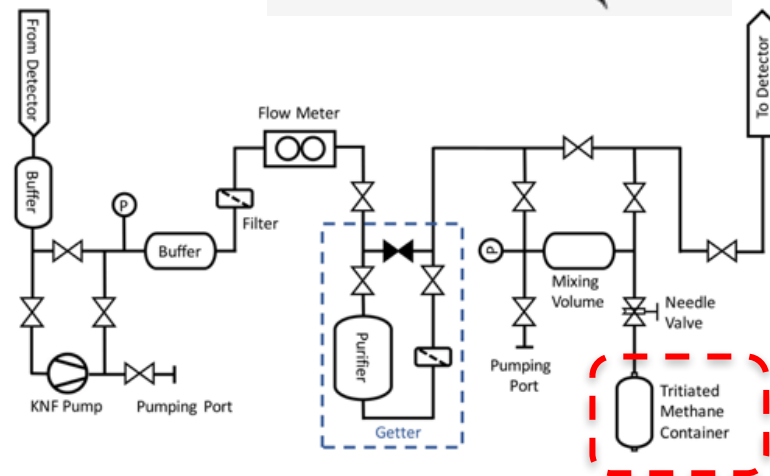 From Detector
To Detector
Flow Meter
Buffer
P
Filter
Buffer
P
Mixing
Volume
Needle
Valve
Purifier
Pumping
Port
Tritiated
Methane
Container
KNF Pump
Pumping Port
Getter